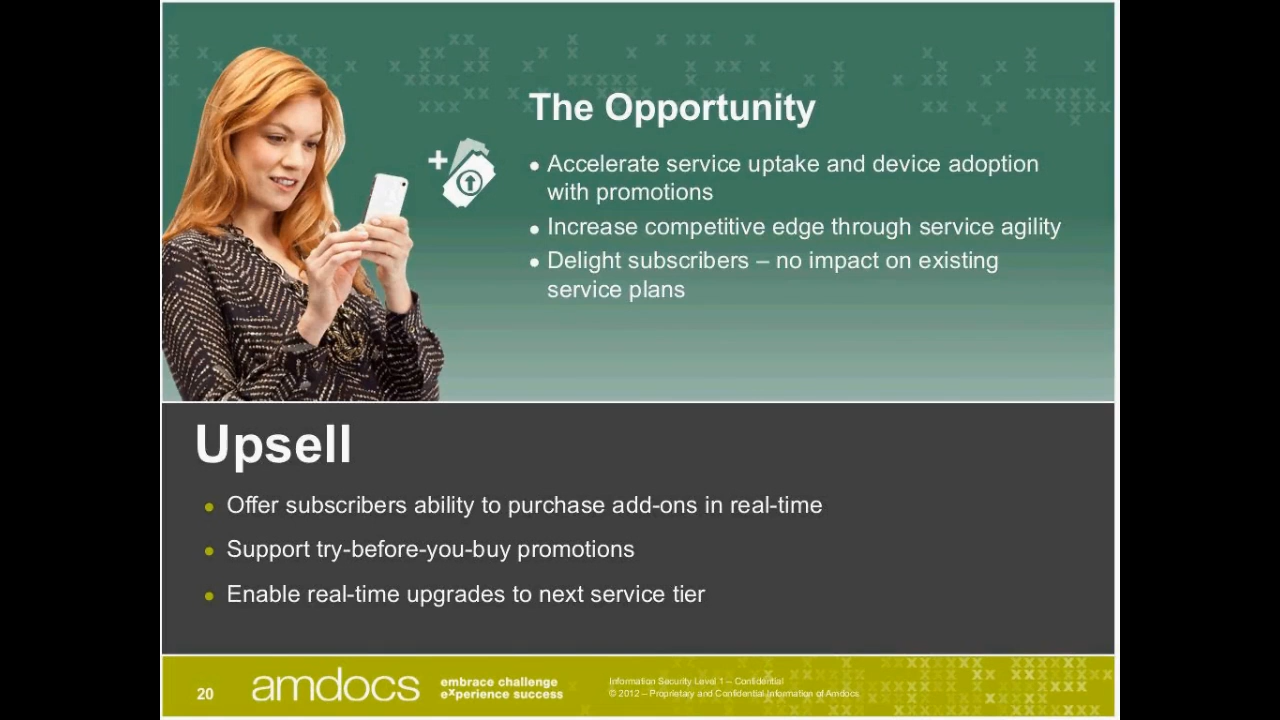 The Opportunity
• Accelerate service uptake and device adoption
with promotions
• Increase competitive edge through service agility
• Delight subscribers – no impact on existing
service plans
Upsell
• Offer subscribers ability to purchase add-ons in real-time
• Support try-before-you-buy promotions
• Enable real-time upgrades to next service tier
20
amdocs
embrace challenge
experience success
Information Security Level 1 – Confidential
© 2012 – Proprietary and Confidential Information of Amdocs